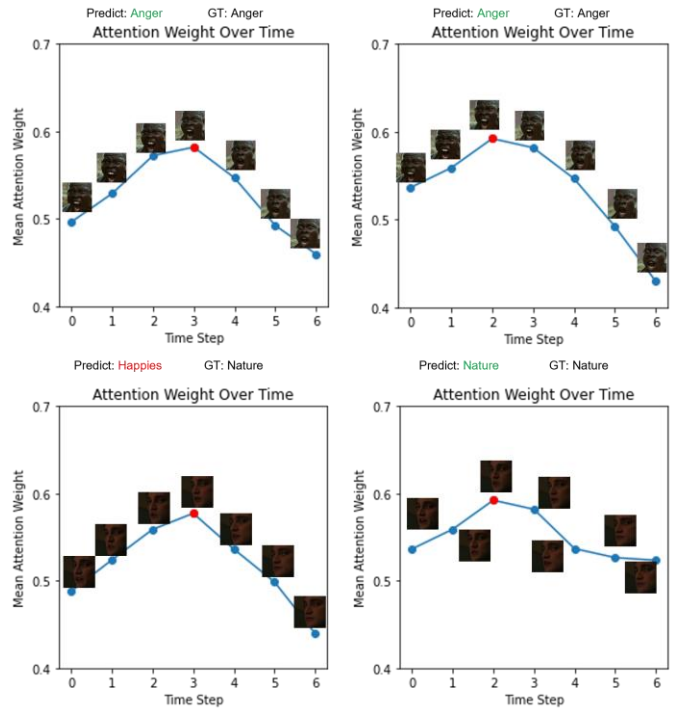 Predict: Anger GT: Anger
Attention Weight Over Time
0.7
0.6
0.5
0.4
Mean Attention Weight
0 1 2 3 4 5 6
Time Step
Predict: Anger GT: Anger
Attention Weight Over Time
0.7
0.6
0.5
0.4
Mean Attention Weight
0 1 2 3 4 5 6
Time Step
Predict: Happies GT: Nature
Attention Weight Over Time
0.7
0.6
0.5
0.4
Mean Attention Weight
0 1 2 3 4 5 6
Time Step
Predict: Nature GT: Nature
Attention Weight Over Time
0.7
0.6
0.5
0.4
Mean Attention Weight
0 1 2 3 4 5 6
Time Step